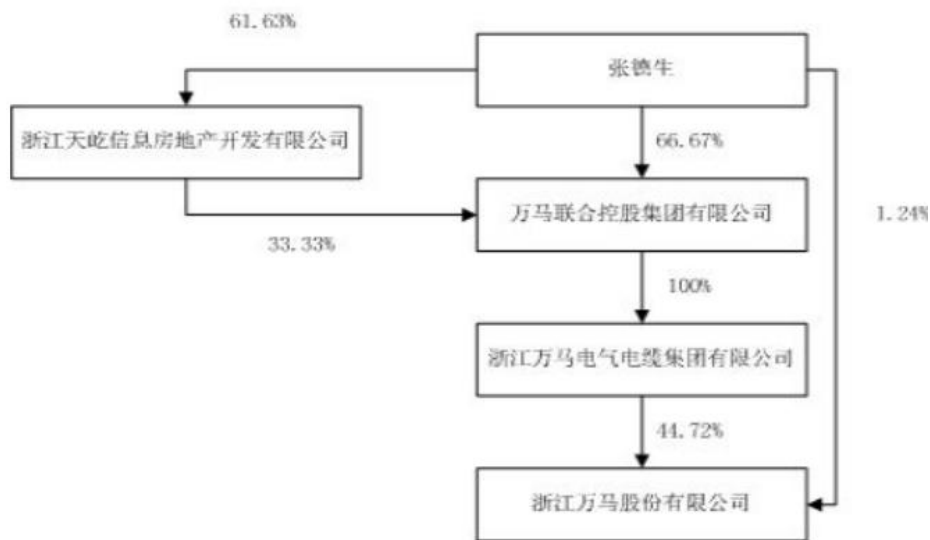 61.63%
张德生
浙江天屹信息房地产开发有限公司
66.67%
万马联合控股集团有限公司
1.24%
33.33%
100%
浙江万马电气电缆集团有限公司
44.72%
浙江万马股份有限公司